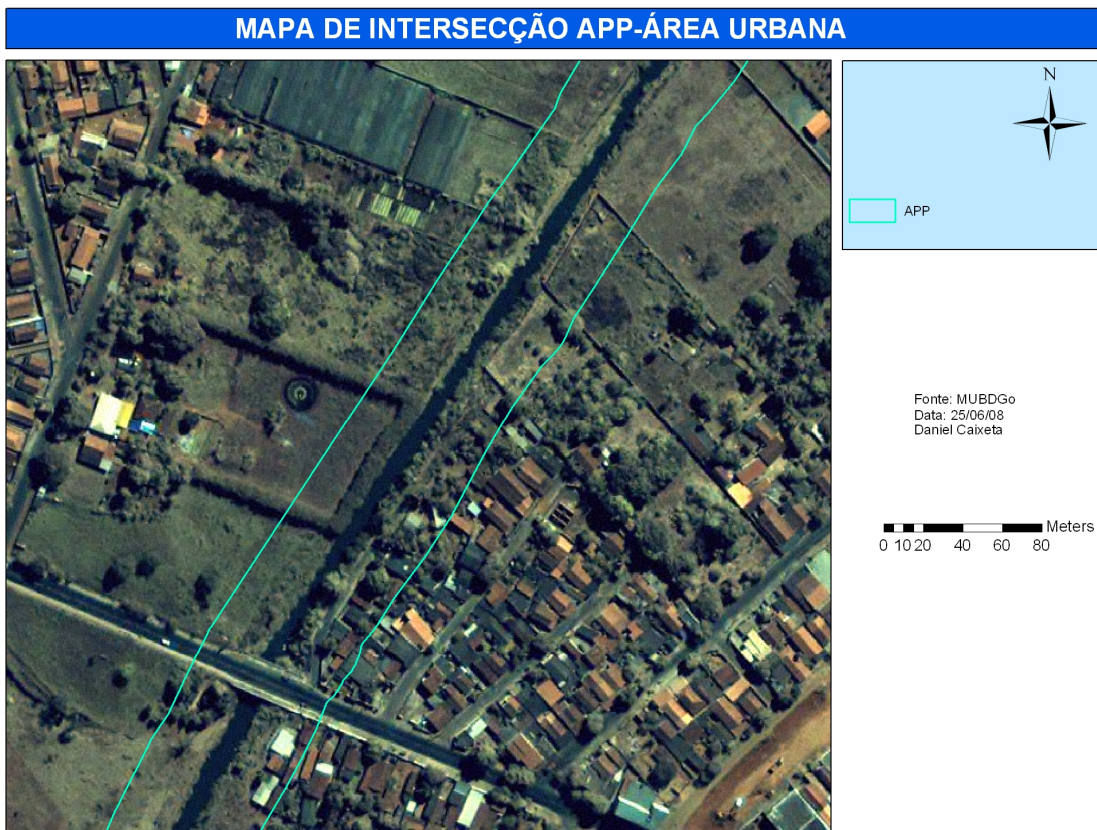 MAPA DE INTERSECÇÃO APP-ÁREA URBANA
N
APP
Fonte: MUBDGo
Data: 25/06/08
Daniel Caixeta
Meters
0 10 20 40 60 80